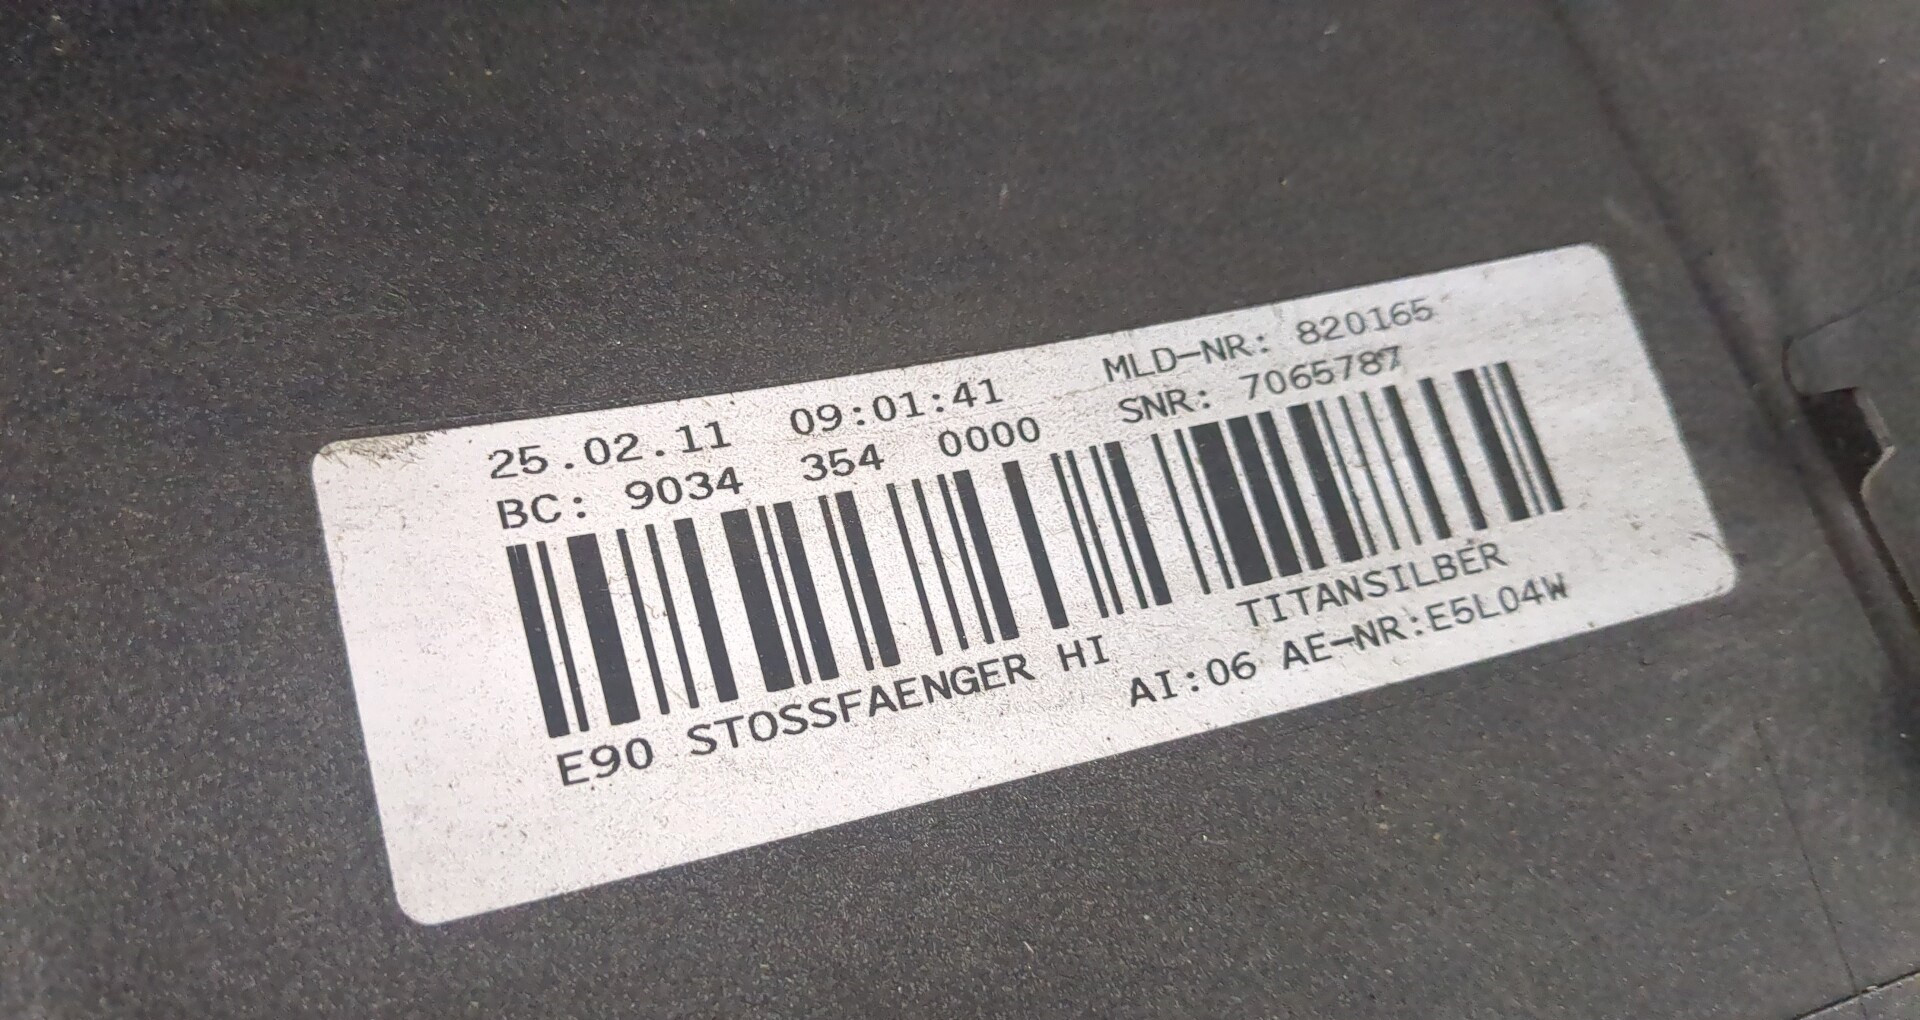 25.02.11 09:01:41 MLD-NR: 820165
BC: 9034 354 0000 SNR: 7065787
E90 STOSSFAENGER HI TITANSILBER
AI:06 AE-NR:E5L04W